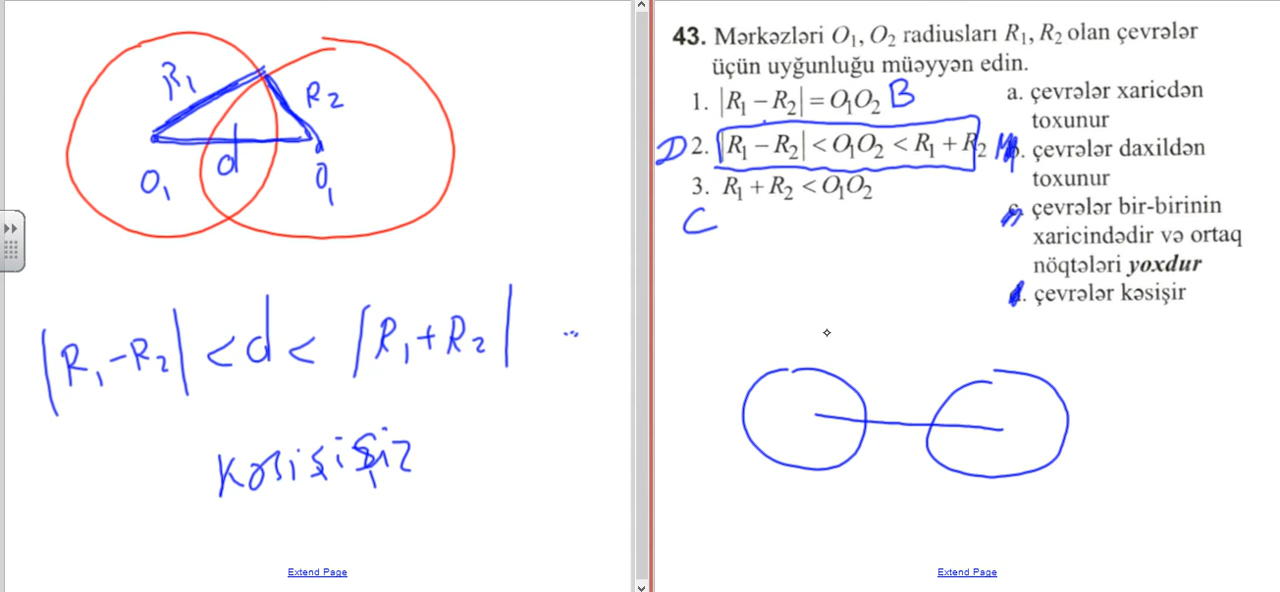 R₁
R₂
d
O₁
O₁
|R₁-R₂| < d < |R₁+R₂| ..
Extend Page
43. Mərkəzləri O₁, O₂ radiusları R₁, R₂ olan çevrələr
üçün uyğunluğu müəyyən edin.
1. |R₁ − R₂| = O₁O₂ B
D 2. |R₁ − R₂| < O₁O₂ < R₁ + R₂
3. R₁ + R₂ < O₁O₂
C
a. çevrələr xaricdən
toxunur
b. çevrələr daxildən
toxunur
c. çevrələr bir-birinin
xaricindədir və ortaq
nöqtələri yoxdur
d. çevrələr kəsişir
Extend Page